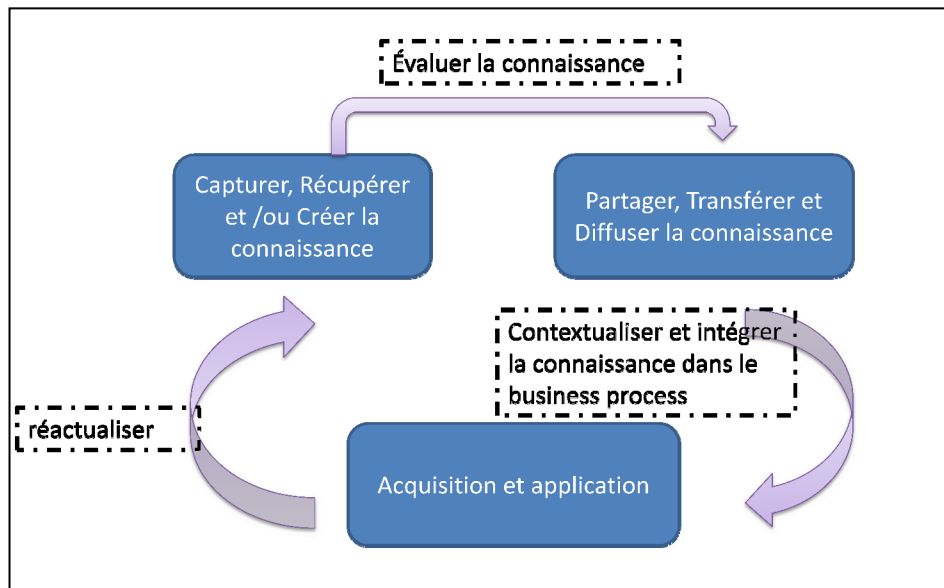 Évaluer la connaissance
Capturer, Récupérer
et /ou Créer la
connaissance
Partager, Transférer et
Diffuser la connaissance
Contextualiser et intégrer
la connaissance dans le
business process
réactualiser
Acquisition et application